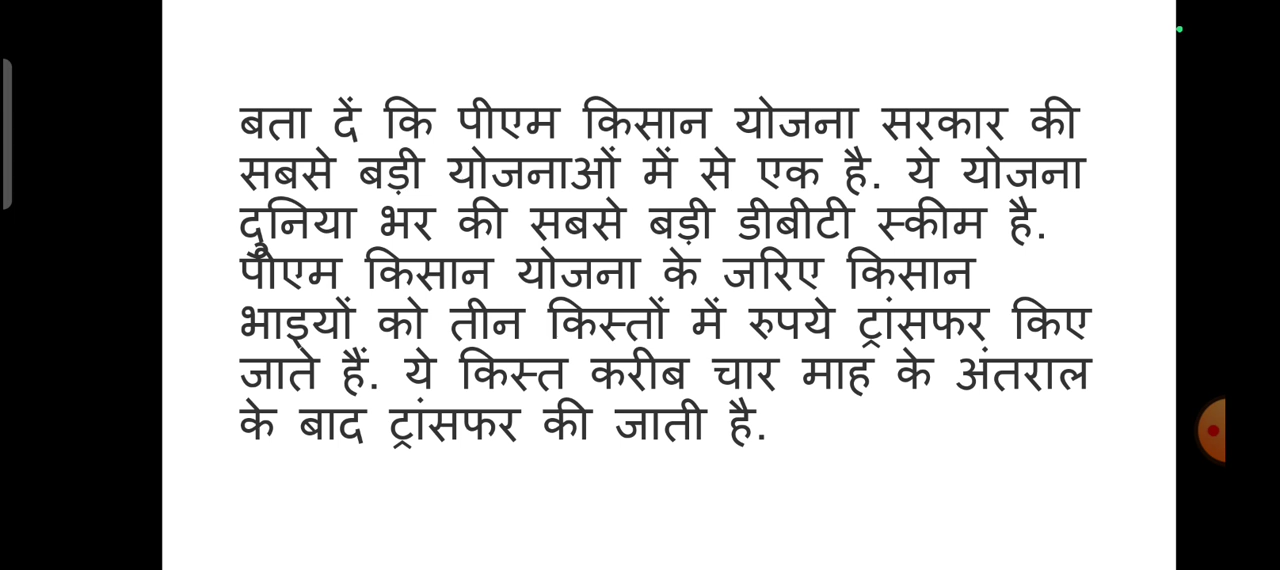 बता दें कि पीएम किसान योजना सरकार की
सबसे बड़ी योजनाओं में से एक है. ये योजना
दुनिया भर की सबसे बड़ी डीबीटी स्कीम है.
पीएम किसान योजना के जरिए किसान
भाइयों को तीन किस्तों में रुपये ट्रांसफर किए
जाते हैं. ये किस्त करीब चार माह के अंतराल
के बाद ट्रांसफर की जाती है.